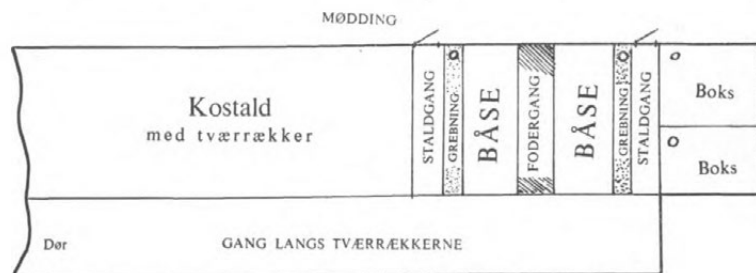 MØDDING
Kostald
med tværrækker
STALDGANG
GREBNING
BÅSE
FODERGANG
BÅSE
GREBNING
STALDGANG
Boks
Boks
Dør
GANG LANGS TVÆRRÆKKERNE